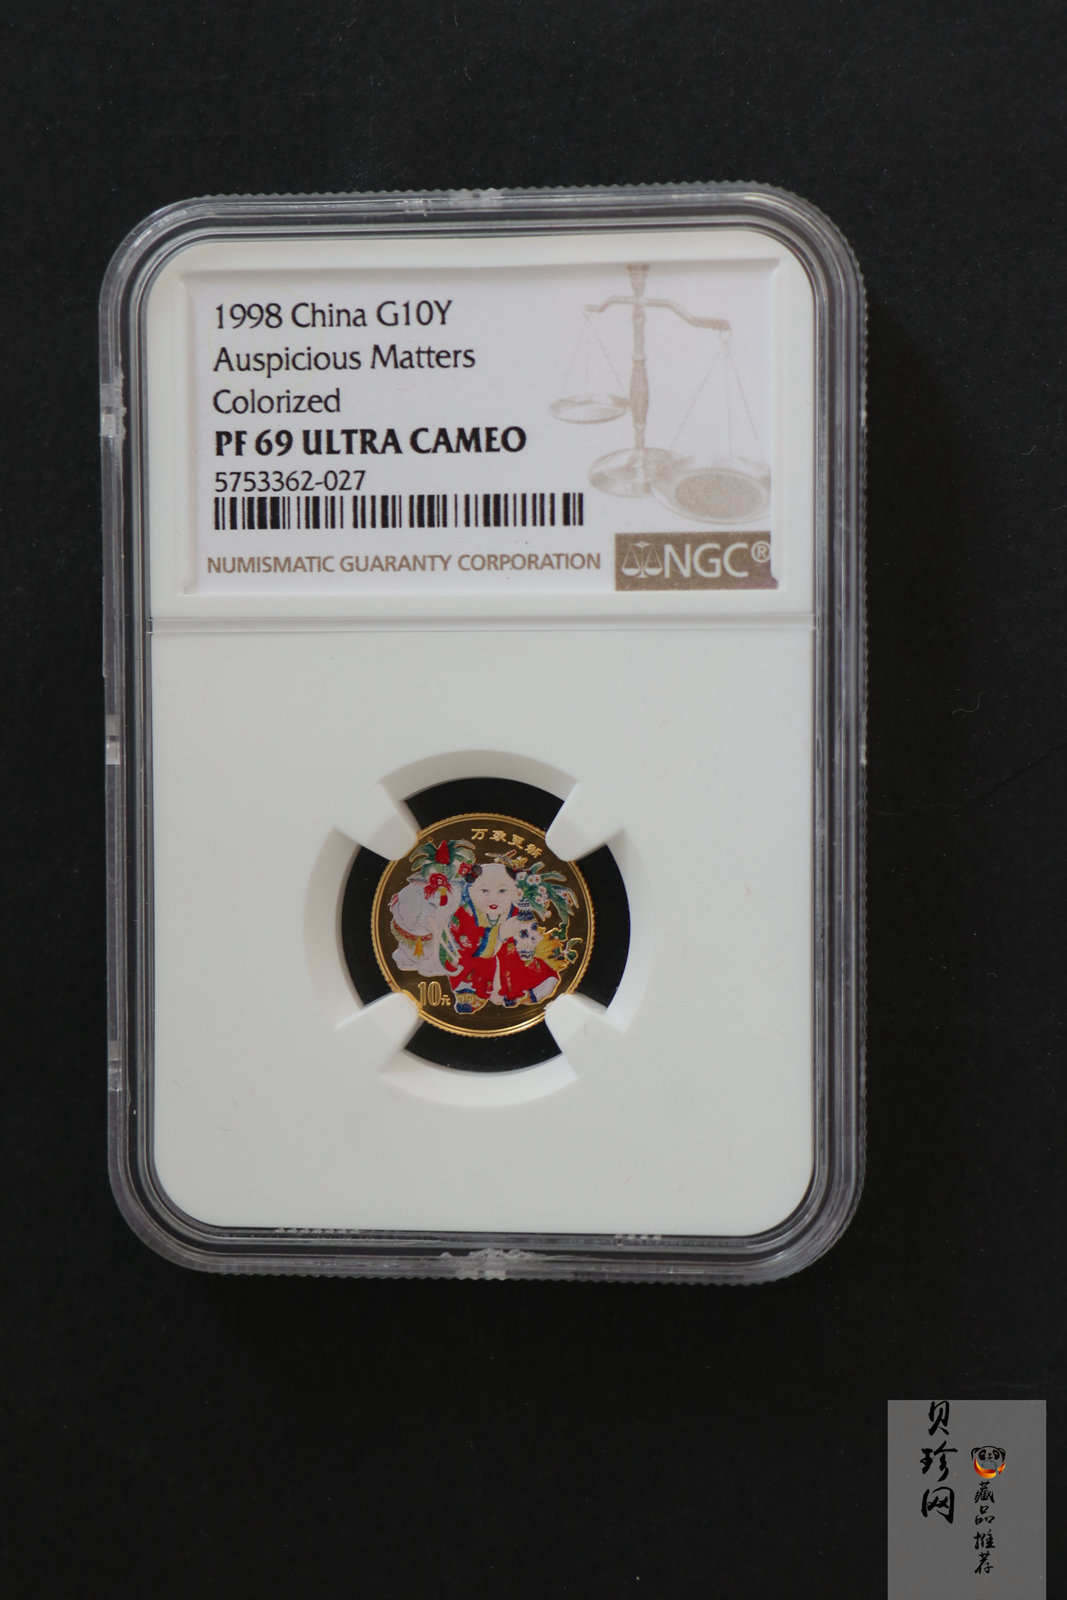 1998 China G10Y
Auspicious Matters
Colorized
PF 69 ULTRA CAMEO
5753362-027
NUMISMATIC GUARANTY CORPORATION
NGC®
万象更新
10元
贝珍网
藏品推荐